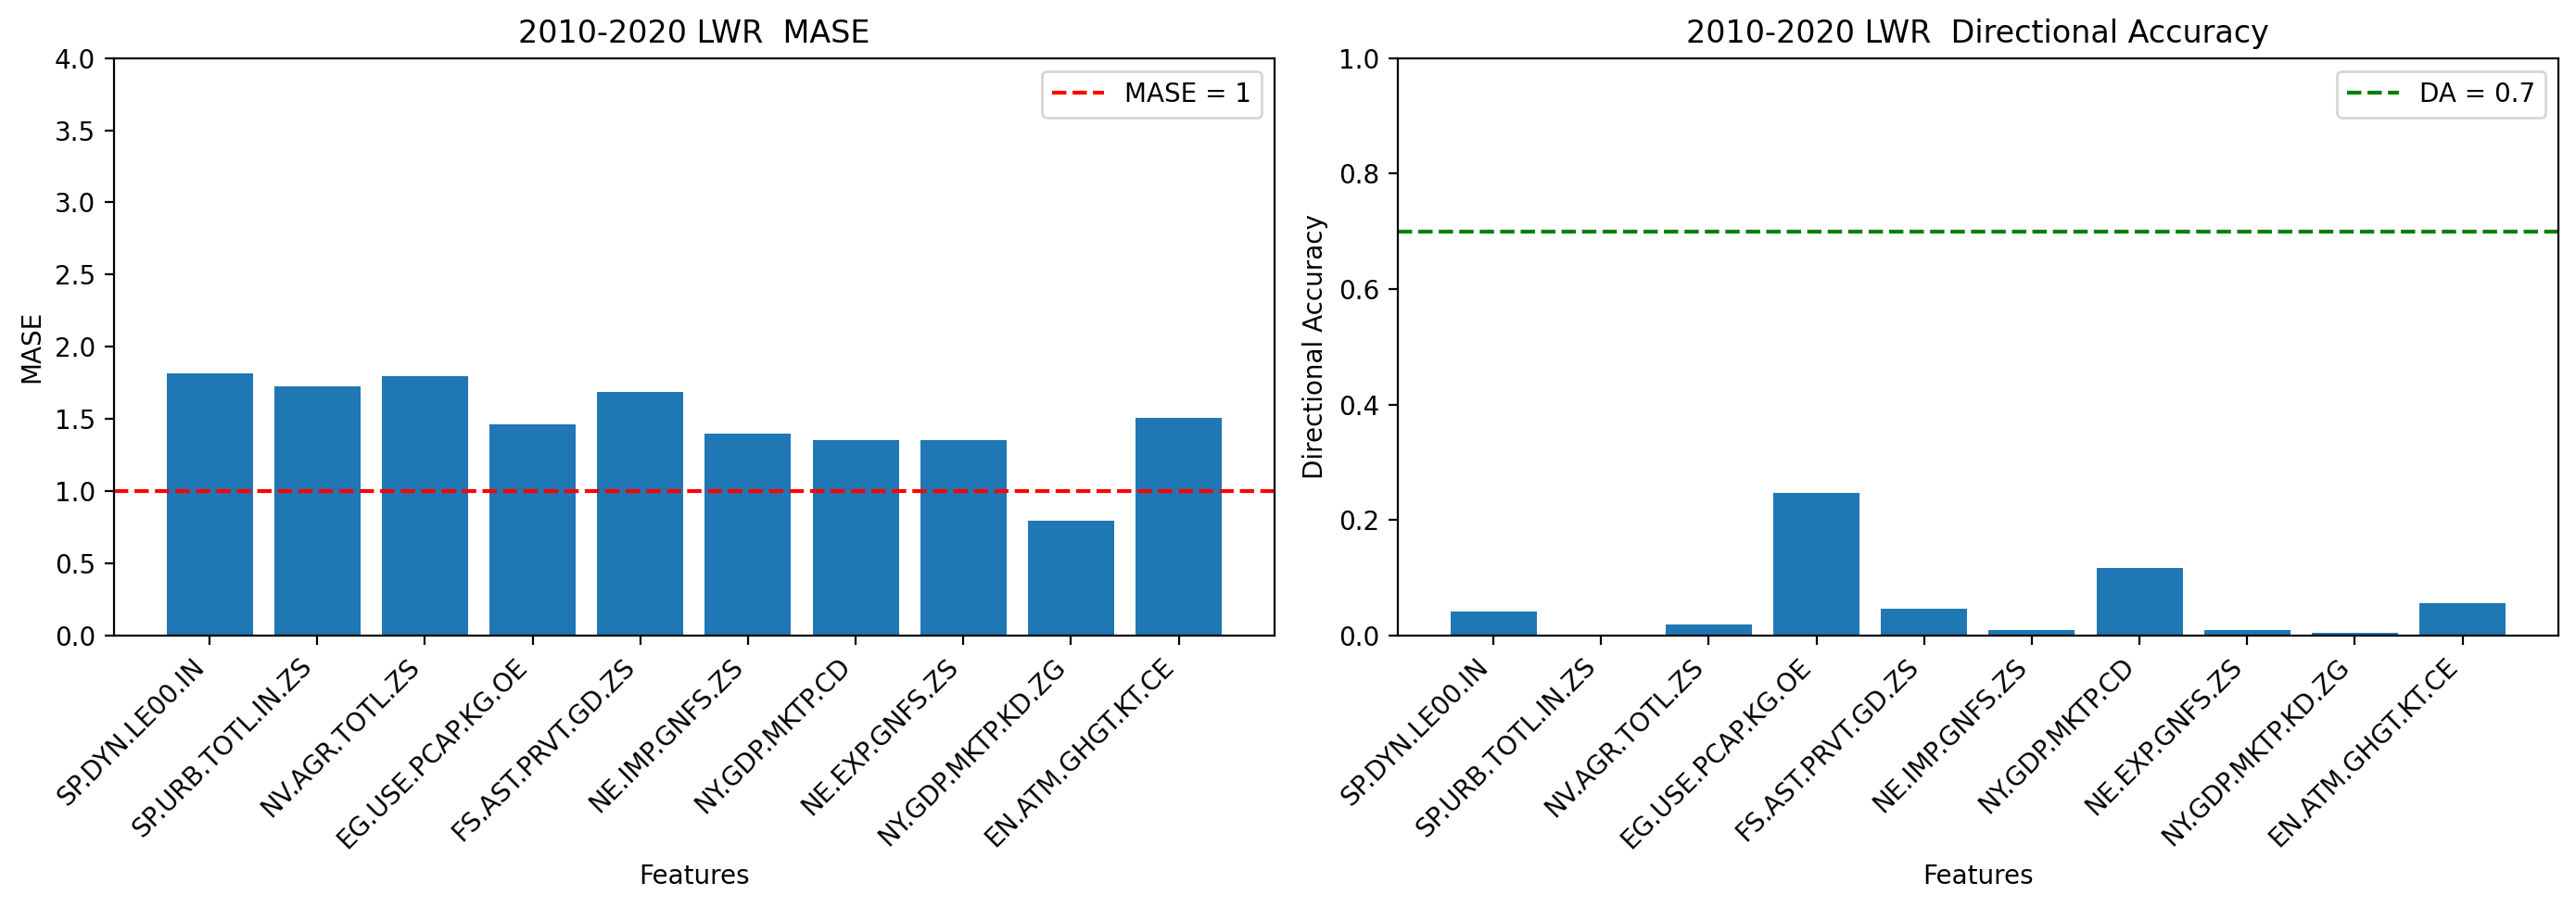 2010-2020 LWR  MASE
4.0
3.5
3.0
2.5
2.0
1.5
1.0
0.5
0.0
MASE
MASE = 1
SP.DYN.LE00.IN
SP.URB.TOTL.IN.ZS
NV.AGR.TOTL.ZS
EG.USE.PCAP.KG.OE
FS.AST.PRVT.GD.ZS
NE.IMP.GNFS.ZS
NY.GDP.MKTP.CD
NE.EXP.GNFS.ZS
NY.GDP.MKTP.KD.ZG
EN.ATM.GHGT.KT.CE
Features
2010-2020 LWR  Directional Accuracy
1.0
0.8
0.6
0.4
0.2
0.0
Directional Accuracy
DA = 0.7
SP.DYN.LE00.IN
SP.URB.TOTL.IN.ZS
NV.AGR.TOTL.ZS
EG.USE.PCAP.KG.OE
FS.AST.PRVT.GD.ZS
NE.IMP.GNFS.ZS
NY.GDP.MKTP.CD
NE.EXP.GNFS.ZS
NY.GDP.MKTP.KD.ZG
EN.ATM.GHGT.KT.CE
Features